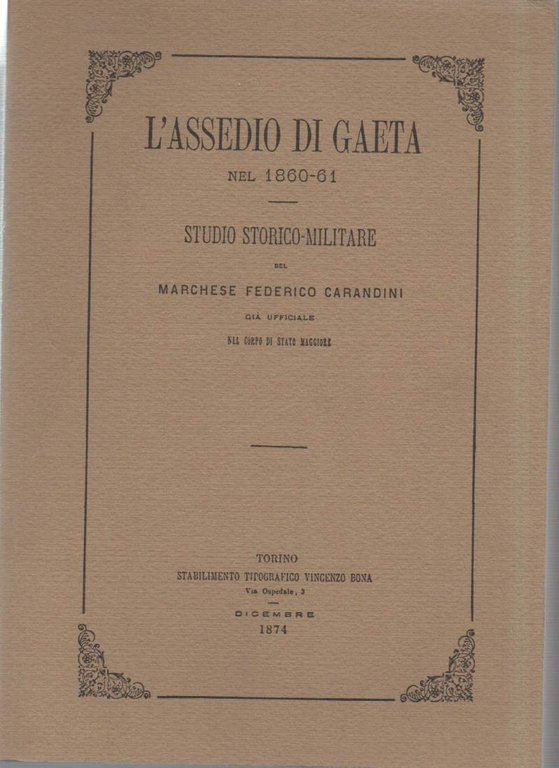 L'ASSEDIO DI GAETA
NEL 1860-61
STUDIO STORICO-MILITARE
DEL
MARCHESE FEDERICO CARANDINI
GIÀ UFFICIALE
NEL CORPO DI STATO MAGGIORE
TORINO
STABILIMENTO TIPOGRAFICO VINCENZO BONA
Via Ospedale, 3
DICEMBRE
1874